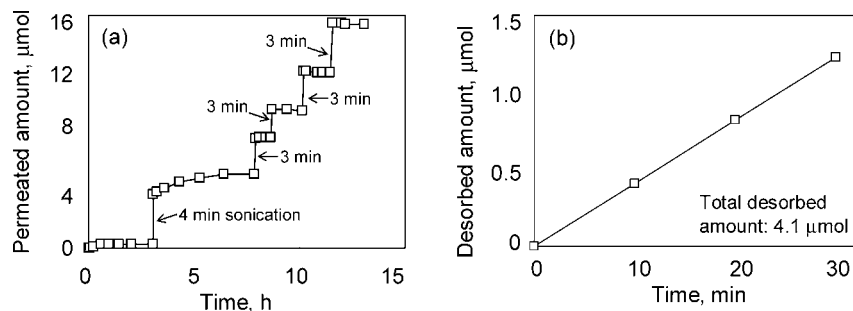 (a)
Permeated amount, μmol
16
12
8
4
0
3 min
3 min
3 min
3 min
4 min sonication
0
5
10
15
Time, h
(b)
Desorbed amount, μmol
1.5
1.0
0.5
0
Total desorbed
amount: 4.1 μmol
0
10
20
30
Time, min